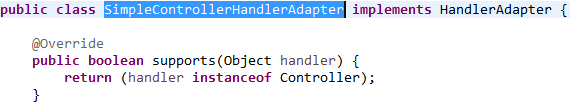 public class SimpleControllerHandlerAdapter implements HandlerAdapter {
@Override
public boolean supports(Object handler) {
return (handler instanceof Controller);
}